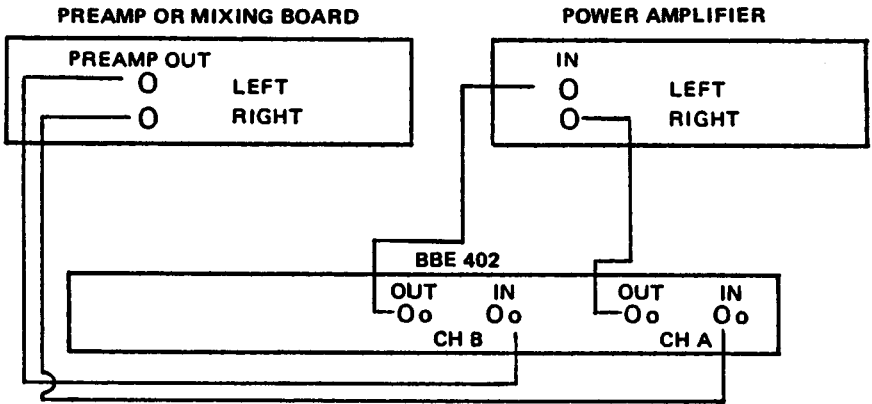 PREAMP OR MIXING BOARD
POWER AMPLIFIER
PREAMP OUT
LEFT
RIGHT
IN
LEFT
RIGHT
BBE 402
OUT IN
CH B
OUT IN
CH A